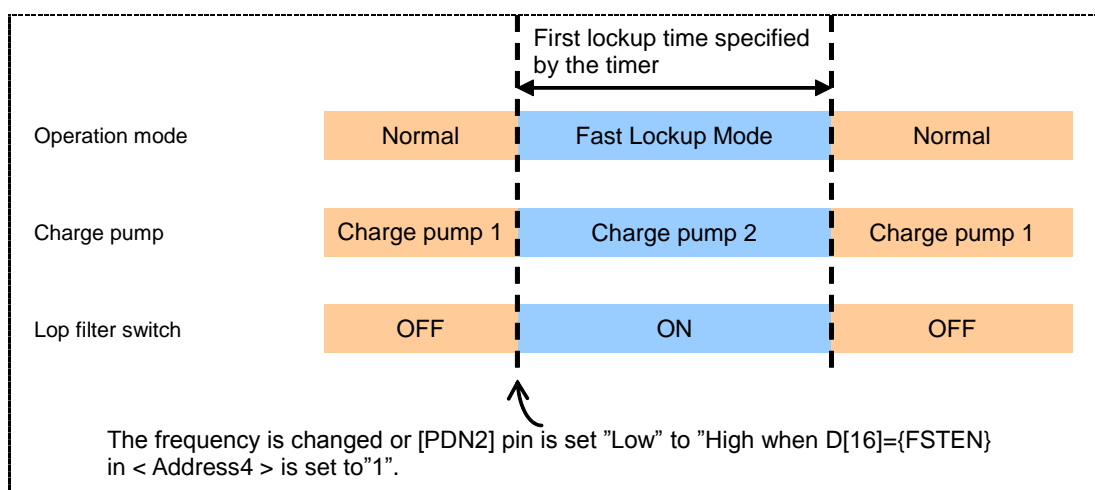 First lockup time specified
by the timer
Operation mode
Normal
Fast Lockup Mode
Normal
Charge pump
Charge pump 1
Charge pump 2
Charge pump 1
Lop filter switch
OFF
ON
OFF
The frequency is changed or [PDN2] pin is set ”Low” to ”High when D[16]={FSTEN}
in < Address4 > is set to”1”.